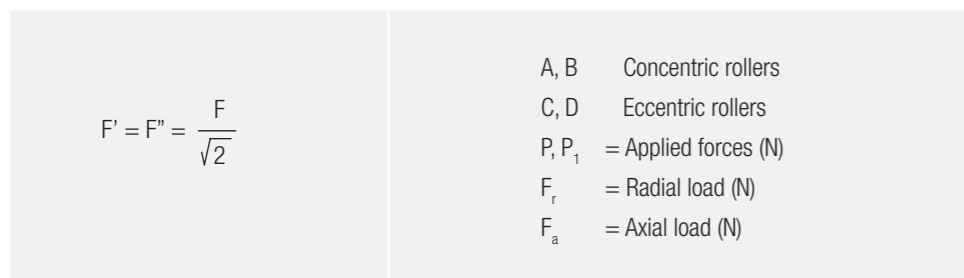 F’ = F” = F / √2
A, B Concentric rollers
C, D Eccentric rollers
P, P₁ = Applied forces (N)
Fᵣ = Radial load (N)
Fₐ = Axial load (N)